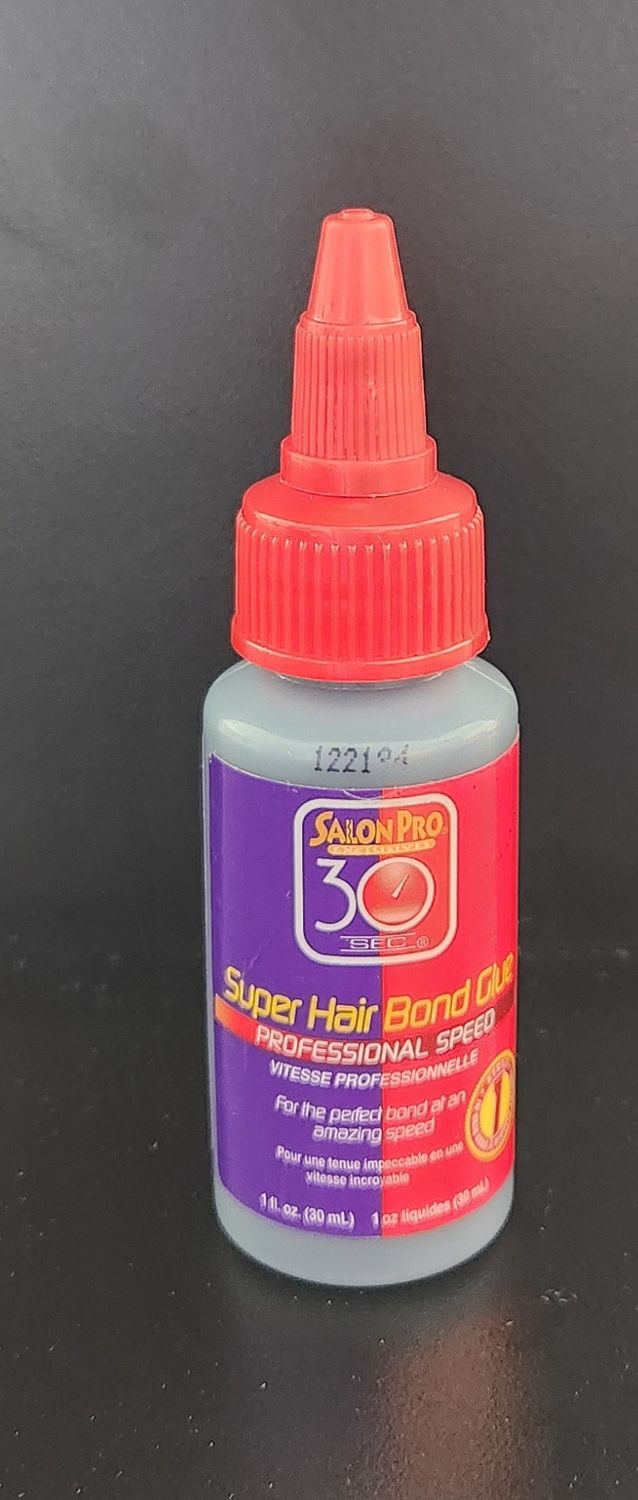 12219
SALON PRO
EXCLUSIVES
30
SEC ®
Super Hair Bond Glue
PROFESSIONAL SPEED
VITESSE PROFESSIONNELLE
For the perfect bond at an
amazing speed
Pour une tenue impeccable en une
vitesse incroyable
1 fl. oz. (30 mL) 1 oz liquides (30 mL)